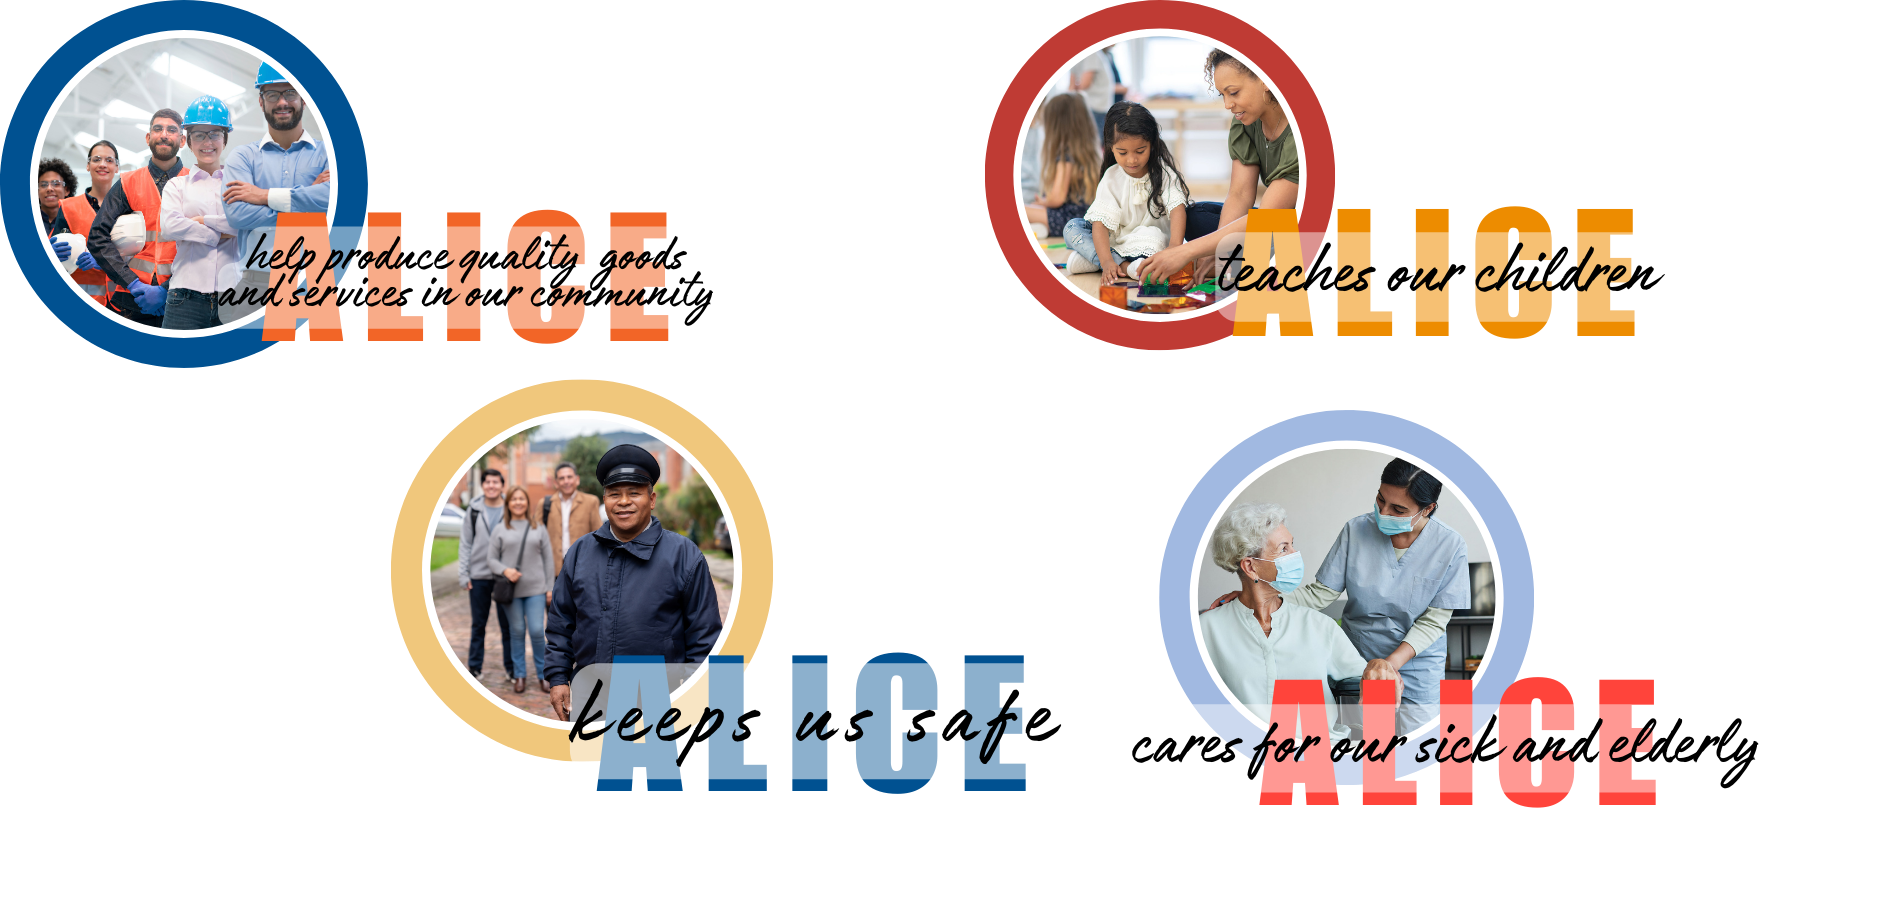 ALICE
help produce quality goods
and services in our community
ALICE
teaches our children
ALICE
keeps us safe
ALICE
cares for our sick and elderly